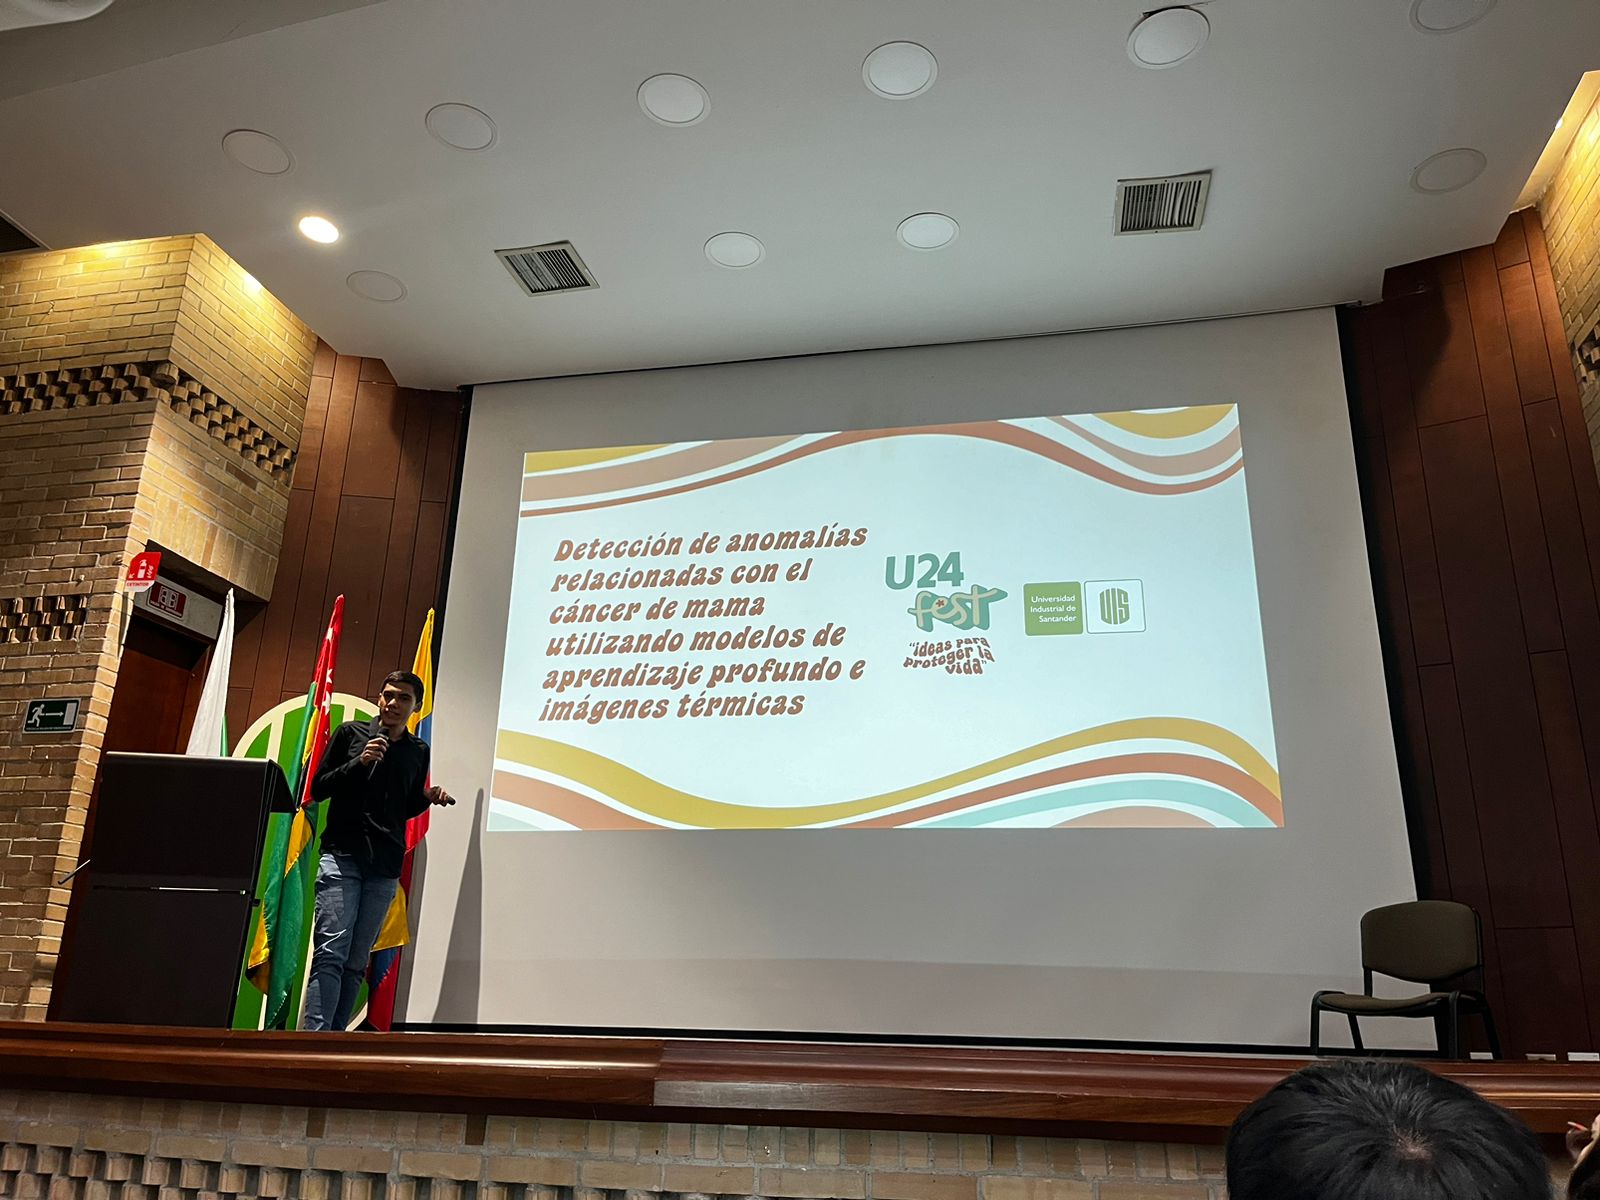 Detección de anomalías
relacionadas con el
cáncer de mama
utilizando modelos de
aprendizaje profundo e
imágenes térmicas
U24
fest
"ideas para
proteger la
vida"
Universidad
Industrial de
Santander
UIS
EXTINTOR